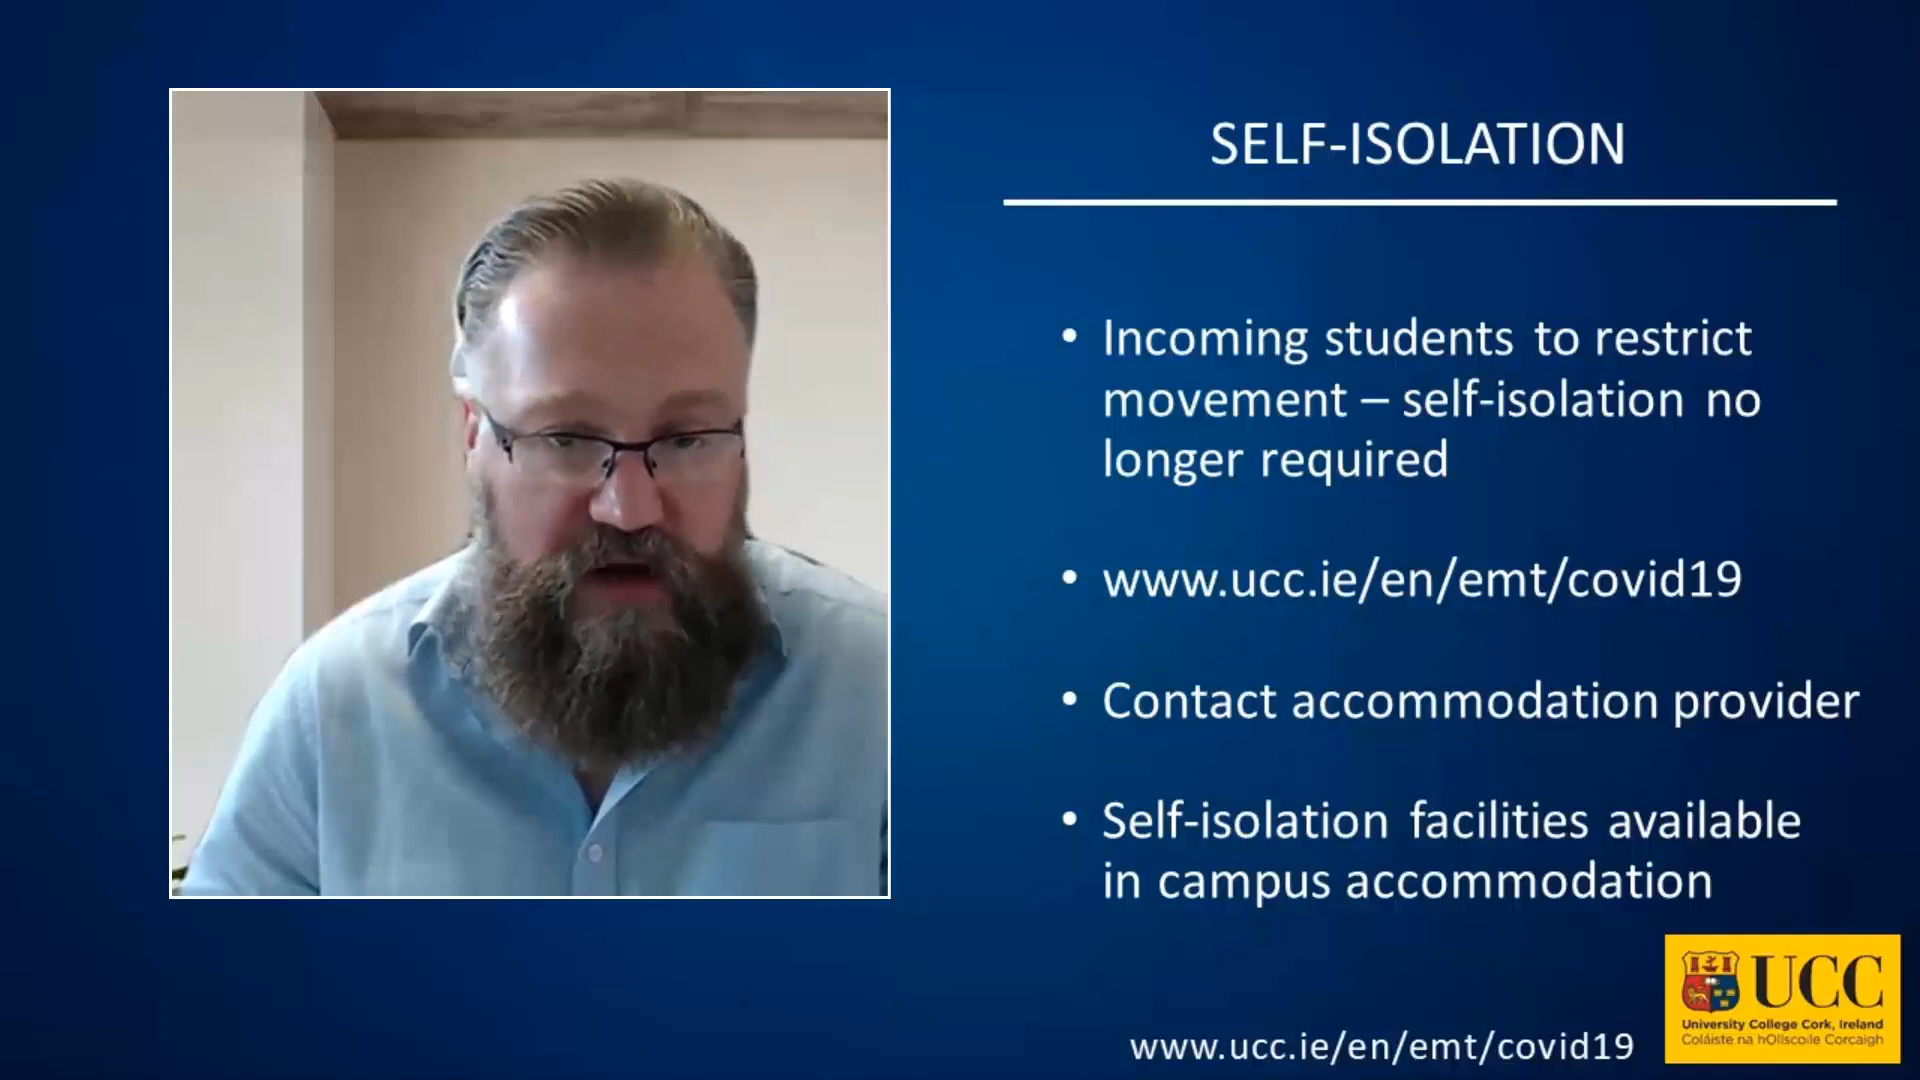 SELF-ISOLATION
• Incoming students to restrict
movement – self-isolation no
longer required
• www.ucc.ie/en/emt/covid19
• Contact accommodation provider
• Self-isolation facilities available
in campus accommodation
UCC
University College Cork, Ireland
Coláiste na hOllscoile Corcaigh
www.ucc.ie/en/emt/covid19